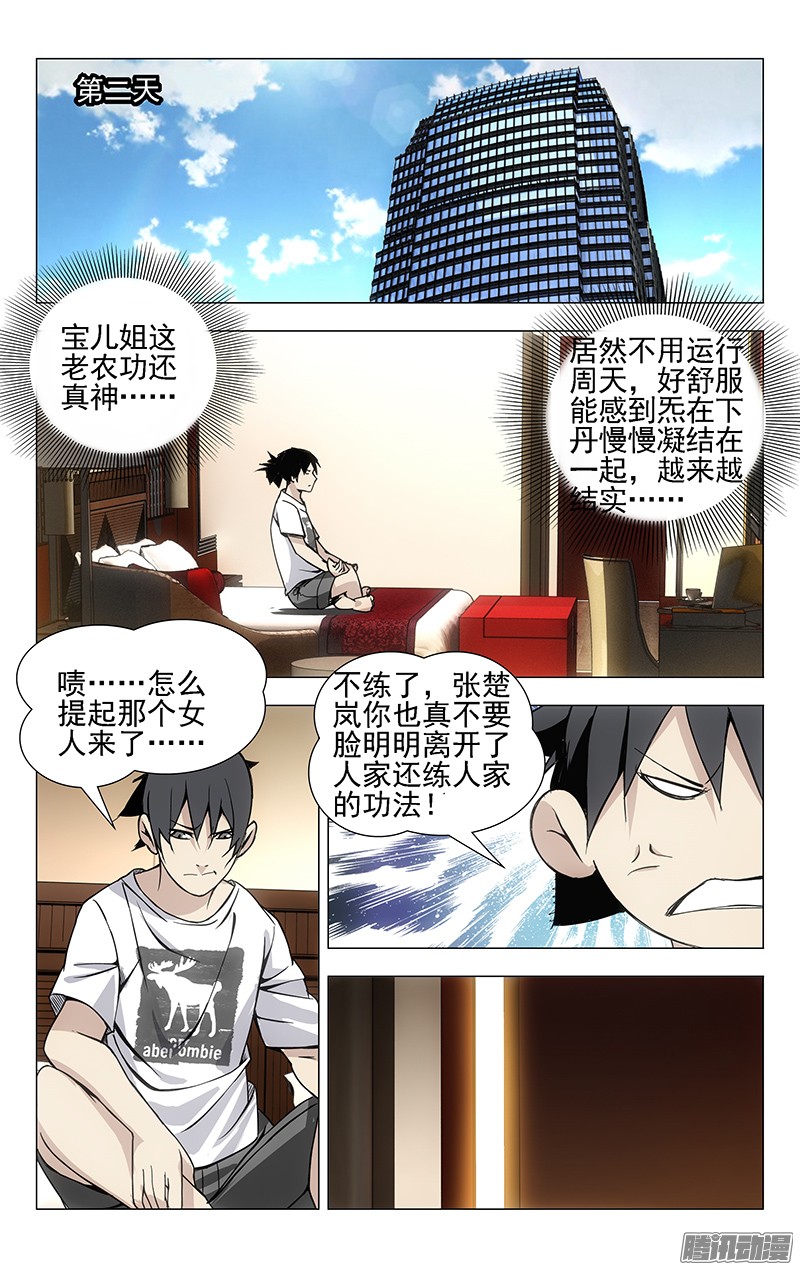 第二天
宝儿姐这
老农功还
真神……
居然不用运行
周天，好舒服
能感到炁在下
丹慢慢凝结在
一起，越来越
结实……
啧……怎么
提起那个女
人来了……
不练了，张楚
岚你也真不要
脸明明离开了
人家还练人家
的功法！
abercombie
腾讯动漫